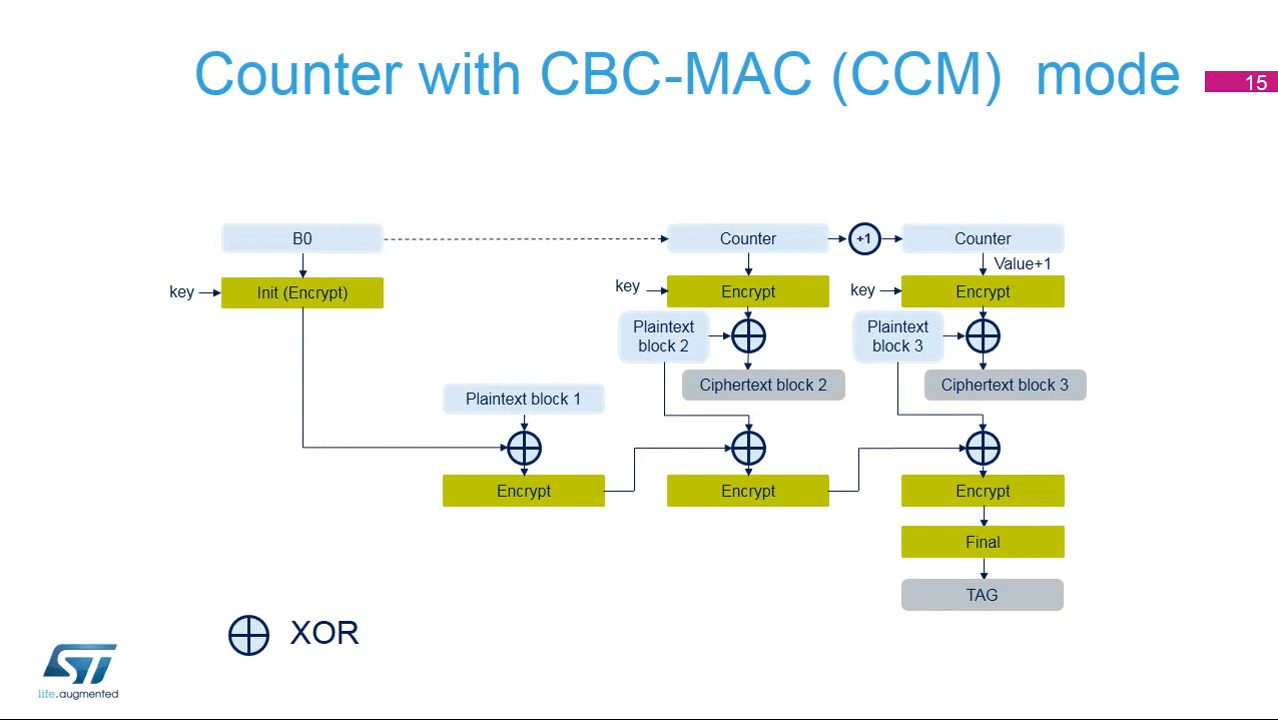 Counter with CBC-MAC (CCM) mode
15
B0
Counter
+1
Counter
Value+1
key
Init (Encrypt)
key
Encrypt
key
Encrypt
Plaintext
block 2
Plaintext
block 3
Ciphertext block 2
Ciphertext block 3
Plaintext block 1
Encrypt
Encrypt
Encrypt
Final
TAG
XOR
ST
life.augmented